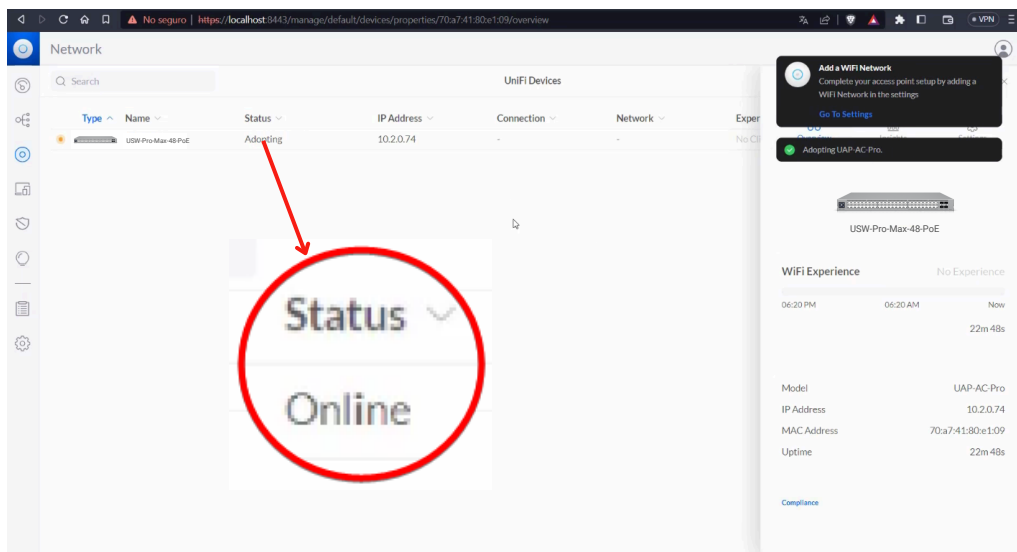 No seguro | https://localhost:8443/manage/default/devices/properties/70:a7:41:80:e1:09/overview
VPN
Network
Search
UniFi Devices
Type Name Status IP Address Connection Network Exper
USW-Pro-Max-48-PoE Adopting 10.2.0.74 - - No Cli
Status
Online
Add a WiFi Network
Complete your access point setup by adding a
WiFi Network in the settings
Go To Settings
Adopting UAP-AC-Pro.
USW-Pro-Max-48-PoE
WiFi Experience No Experience
06:20 PM 06:20 AM Now
22m 48s
Model UAP-AC-Pro
IP Address 10.2.0.74
MAC Address 70:a7:41:80:e1:09
Uptime 22m 48s
Compliance